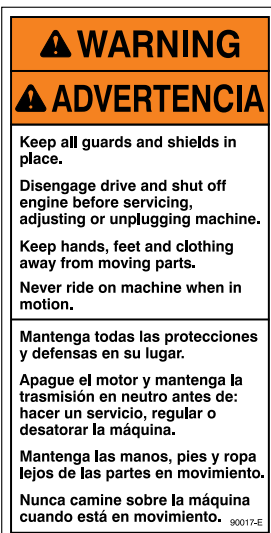 WARNING
ADVERTENCIA
Keep all guards and shields in
place.
Disengage drive and shut off
engine before servicing,
adjusting or unplugging machine.
Keep hands, feet and clothing
away from moving parts.
Never ride on machine when in
motion.
Mantenga todas las protecciones
y defensas en su lugar.
Apague el motor y mantenga la
trasmisión en neutro antes de:
hacer un servicio, regular o
desatorar la máquina.
Mantenga las manos, pies y ropa
lejos de las partes en movimiento.
Nunca camine sobre la máquina
cuando está en movimiento. 90017-E